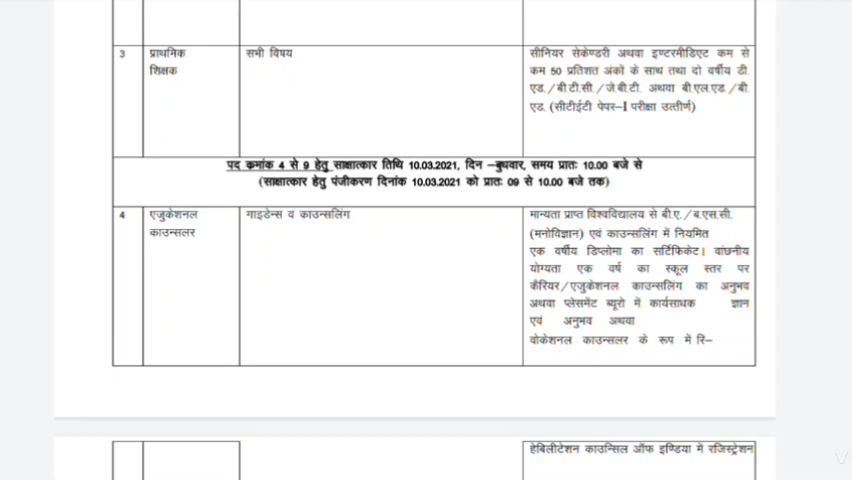 3 प्राथमिक शिक्षक सभी विषय सीनियर सेकेण्डरी अथवा इण्टरमीडिएट कम से
कम 50 प्रतिशत अंकों के साथ तथा दो वर्षीय डी.
एड./बी.टी.सी./जे.बी.टी. अथवा बी.एल.एड./बी.
एड. (सीटीईटी पेपर–I परीक्षा उत्तीर्ण)
पद कमांक 4 से 9 हेतु साक्षात्कार तिथि 10.03.2021, दिन –बुधवार, समय प्रातः 10.00 बजे से
(साक्षात्कार हेतु पंजीकरण दिनांक 10.03.2021 को प्रातः 09 से 10.00 बजे तक)
4 एजुकेशनल काउन्सलर गाइडेन्स व काउन्सलिंग मान्यता प्राप्त विश्वविद्यालय से बी.ए./ब.एस.सी.
(मनोविज्ञान) एवं काउन्सलिंग में नियमित
एक वर्षीय डिप्लोमा का सर्टिफिकेट। वांछनीय
योग्यता एक वर्ष का स्कूल स्तर पर
कैरियर/एजुकेशनल काउन्सलिंग का अनुभव
अथवा प्लेसमेंट ब्यूरो में कार्यसाधक ज्ञान
एवं अनुभव अथवा
वोकेशनल काउन्सलर के रूप में रि–
हेबिलीटेशन काउन्सिल ऑफ इण्डिया में रजिस्ट्रेशन
V